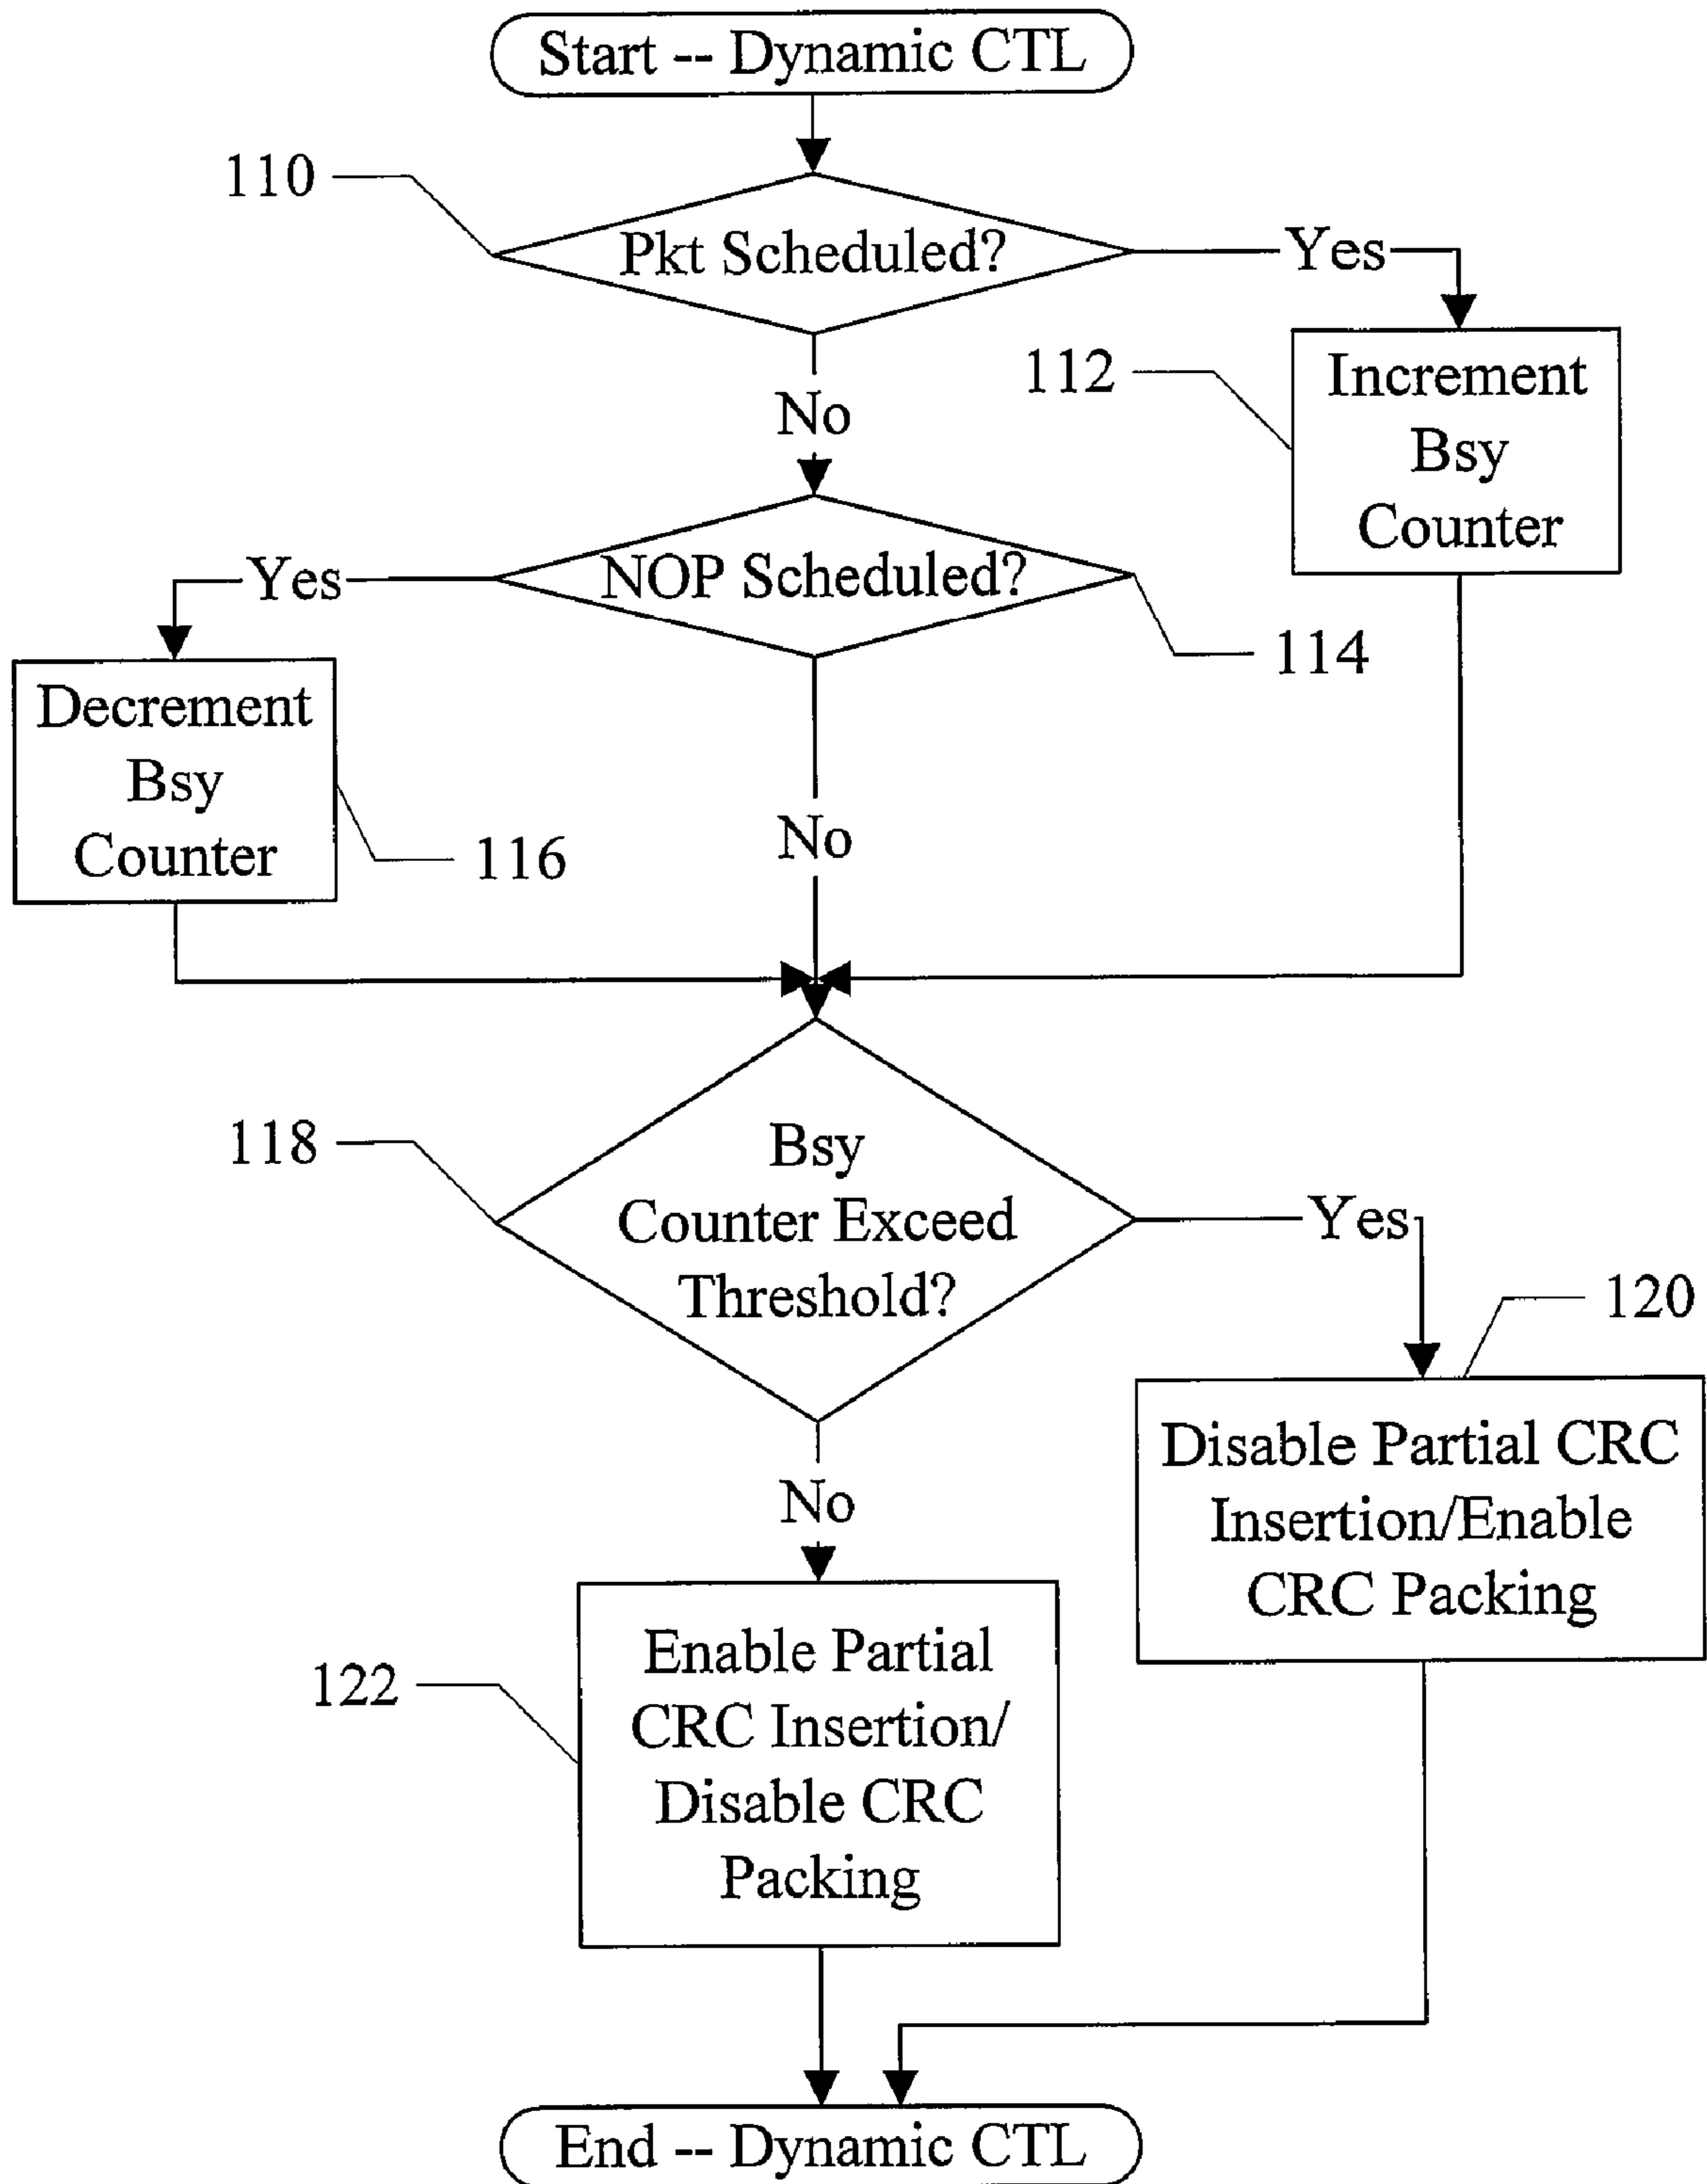 Start -- Dynamic CTL
110
Pkt Scheduled?
Yes
112
Increment
Bsy
Counter
No
Yes
NOP Scheduled?
114
Decrement
Bsy
Counter
116
No
118
Bsy
Counter Exceed
Threshold?
Yes
120
Disable Partial CRC
Insertion/Enable
CRC Packing
No
122
Enable Partial
CRC Insertion/
Disable CRC
Packing
End -- Dynamic CTL